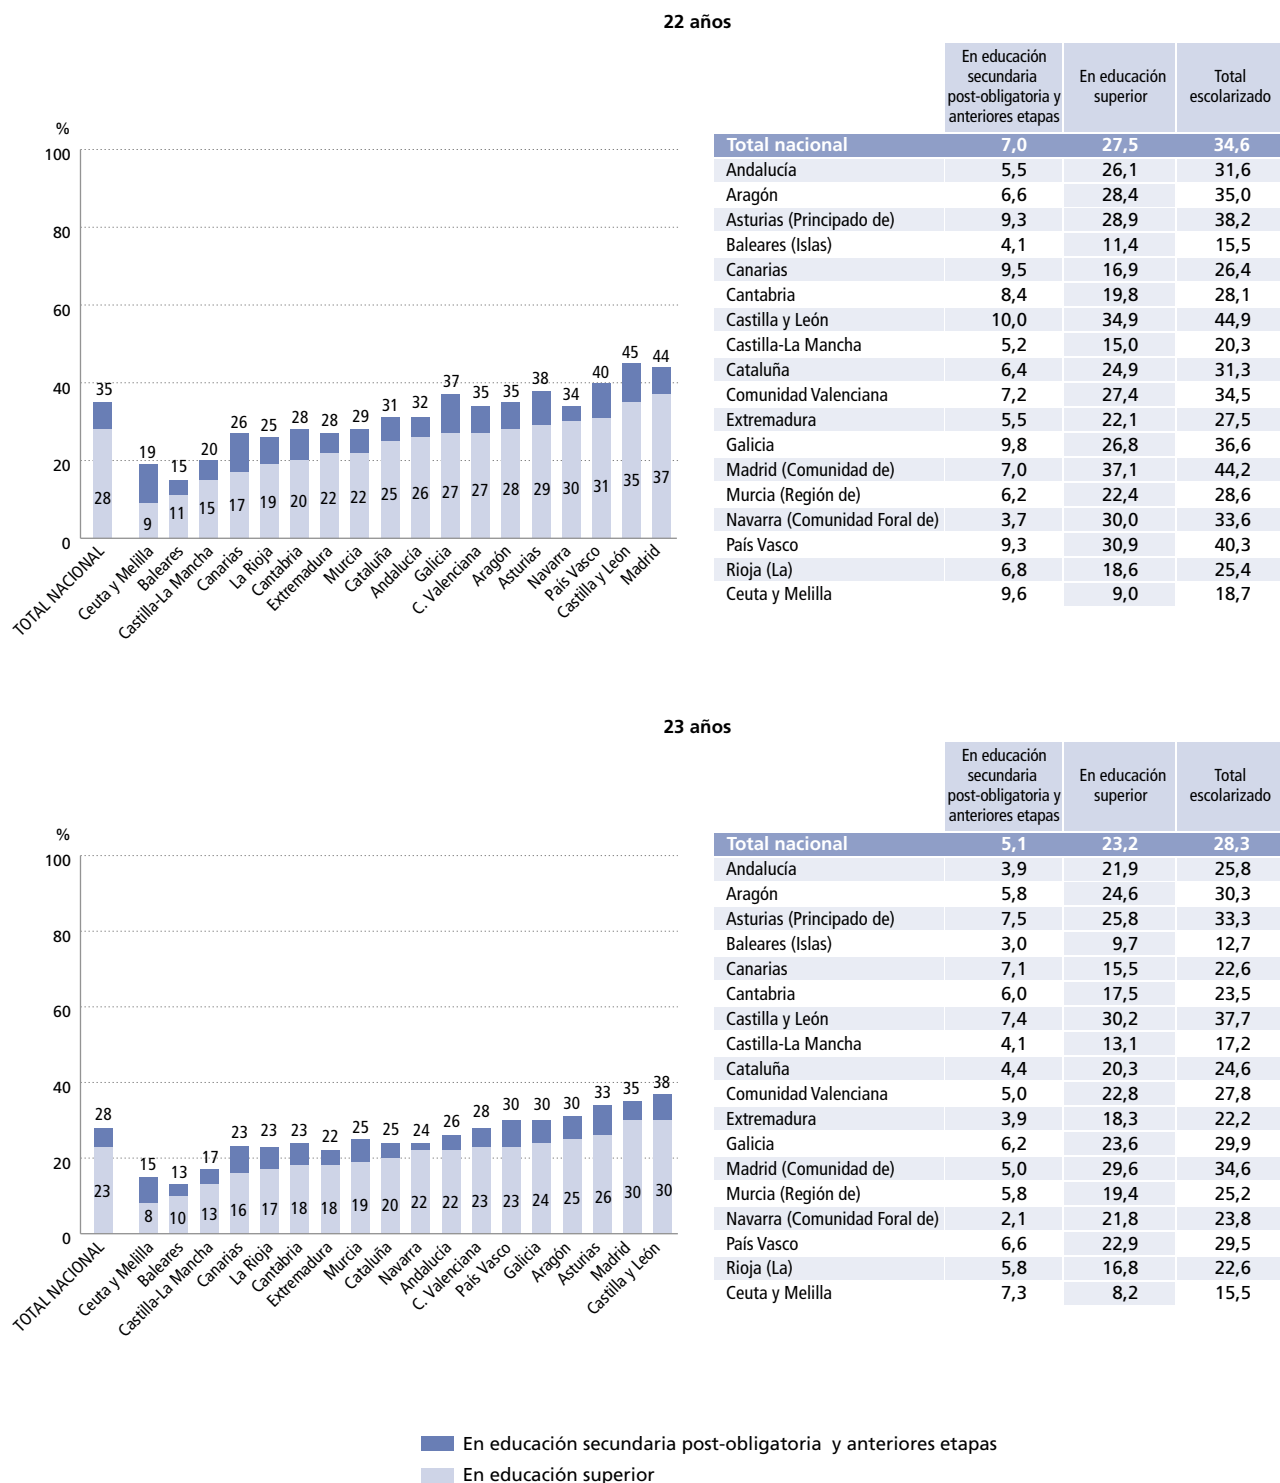 22 años
En educación
secundaria
post-obligatoria y
anteriores etapas
En educación
superior
Total
escolarizado
Total nacional 7,0 27,5 34,6
Andalucía 5,5 26,1 31,6
Aragón 6,6 28,4 35,0
Asturias (Principado de) 9,3 28,9 38,2
Baleares (Islas) 4,1 11,4 15,5
Canarias 9,5 16,9 26,4
Cantabria 8,4 19,8 28,1
Castilla y León 10,0 34,9 44,9
Castilla-La Mancha 5,2 15,0 20,3
Cataluña 6,4 24,9 31,3
Comunidad Valenciana 7,2 27,4 34,5
Extremadura 5,5 22,1 27,5
Galicia 9,8 26,8 36,6
Madrid (Comunidad de) 7,0 37,1 44,2
Murcia (Región de) 6,2 22,4 28,6
Navarra (Comunidad Foral de) 3,7 30,0 33,6
País Vasco 9,3 30,9 40,3
Rioja (La) 6,8 18,6 25,4
Ceuta y Melilla 9,6 9,0 18,7
%
100
80
60
40
20
0
35 19 15 20 26 25 28 28 29 31 32 37 35 35 38 34 40 45 44
28 9 11 15 17 19 20 22 22 25 26 27 27 28 29 30 31 35 37
TOTAL NACIONAL
Ceuta y Melilla
Baleares
Castilla-La Mancha
Canarias
La Rioja
Cantabria
Extremadura
Murcia
Cataluña
Andalucía
Galicia
C. Valenciana
Aragón
Asturias
Navarra
País Vasco
Castilla y León
Madrid
23 años
En educación
secundaria
post-obligatoria y
anteriores etapas
En educación
superior
Total
escolarizado
Total nacional 5,1 23,2 28,3
Andalucía 3,9 21,9 25,8
Aragón 5,8 24,6 30,3
Asturias (Principado de) 7,5 25,8 33,3
Baleares (Islas) 3,0 9,7 12,7
Canarias 7,1 15,5 22,6
Cantabria 6,0 17,5 23,5
Castilla y León 7,4 30,2 37,7
Castilla-La Mancha 4,1 13,1 17,2
Cataluña 4,4 20,3 24,6
Comunidad Valenciana 5,0 22,8 27,8
Extremadura 3,9 18,3 22,2
Galicia 6,2 23,6 29,9
Madrid (Comunidad de) 5,0 29,6 34,6
Murcia (Región de) 5,8 19,4 25,2
Navarra (Comunidad Foral de) 2,1 21,8 23,8
País Vasco 6,6 22,9 29,5
Rioja (La) 5,8 16,8 22,6
Ceuta y Melilla 7,3 8,2 15,5
%
100
80
60
40
20
0
28 15 13 17 23 23 23 22 25 25 24 26 28 30 30 30 33 35 38
23 8 10 13 16 17 18 18 19 20 22 22 23 23 24 25 26 30 30
TOTAL NACIONAL
Ceuta y Melilla
Baleares
Castilla-La Mancha
Canarias
La Rioja
Cantabria
Extremadura
Murcia
Cataluña
Navarra
Andalucía
C. Valenciana
País Vasco
Galicia
Aragón
Asturias
Madrid
Castilla y León
En educación secundaria post-obligatoria y anteriores etapas
En educación superior